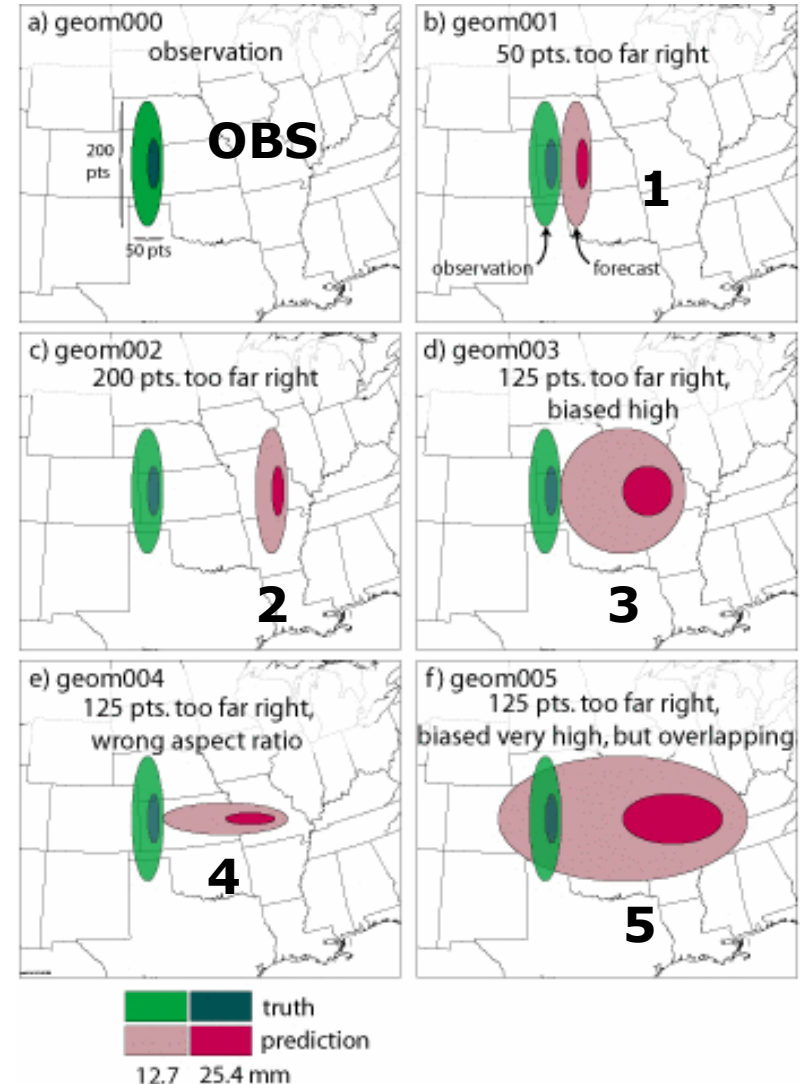 a) geom000
observation
OBS
200
pts
50 pts
b) geom001
50 pts. too far right
1
observation
forecast
c) geom002
200 pts. too far right
2
d) geom003
125 pts. too far right,
biased high
3
e) geom004
125 pts. too far right,
wrong aspect ratio
4
f) geom005
125 pts. too far right,
biased very high, but overlapping
5
truth
prediction
12.7 25.4 mm